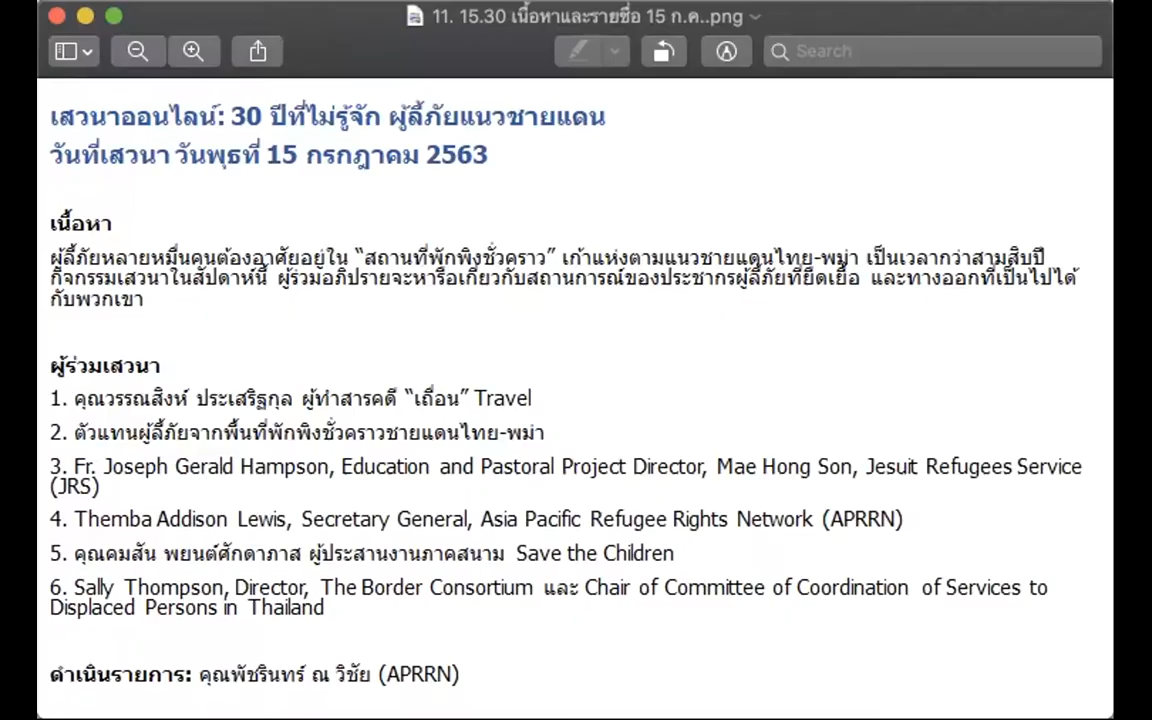 11. 15.30 เนื้อหาและรายชื่อ 15 ก.ค..png
Search
เสวนาออนไลน์: 30 ปีที่ไม่รู้จัก ผู้ลี้ภัยแนวชายแดน
วันที่เสวนา วันพุธที่ 15 กรกฎาคม 2563
เนื้อหา
ผู้ลี้ภัยหลายหมื่นคนต้องอาศัยอยู่ใน “สถานที่พักพิงชั่วคราว” เก้าแห่งตามแนวชายแดนไทย-พม่า เป็นเวลากว่าสามสิบปี
กิจกรรมเสวนาในสัปดาห์นี้ ผู้ร่วมอภิปรายจะหารือเกี่ยวกับสถานการณ์ของประชากรผู้ลี้ภัยที่ยืดเยื้อ และทางออกที่เป็นไปได้
กับพวกเขา
ผู้ร่วมเสวนา
1. คุณวรรณสิงห์ ประเสริฐกุล ผู้ทำสารคดี “เถื่อน” Travel
2. ตัวแทนผู้ลี้ภัยจากพื้นที่พักพิงชั่วคราวชายแดนไทย-พม่า
3. Fr. Joseph Gerald Hampson, Education and Pastoral Project Director, Mae Hong Son, Jesuit Refugees Service
(JRS)
4. Themba Addison Lewis, Secretary General, Asia Pacific Refugee Rights Network (APRRN)
5. คุณคมสัน พยนต์ศักดาภาส ผู้ประสานงานภาคสนาม Save the Children
6. Sally Thompson, Director, The Border Consortium และ Chair of Committee of Coordination of Services to
Displaced Persons in Thailand
ดำเนินรายการ: คุณพัชรินทร์ ณ วิชัย (APRRN)